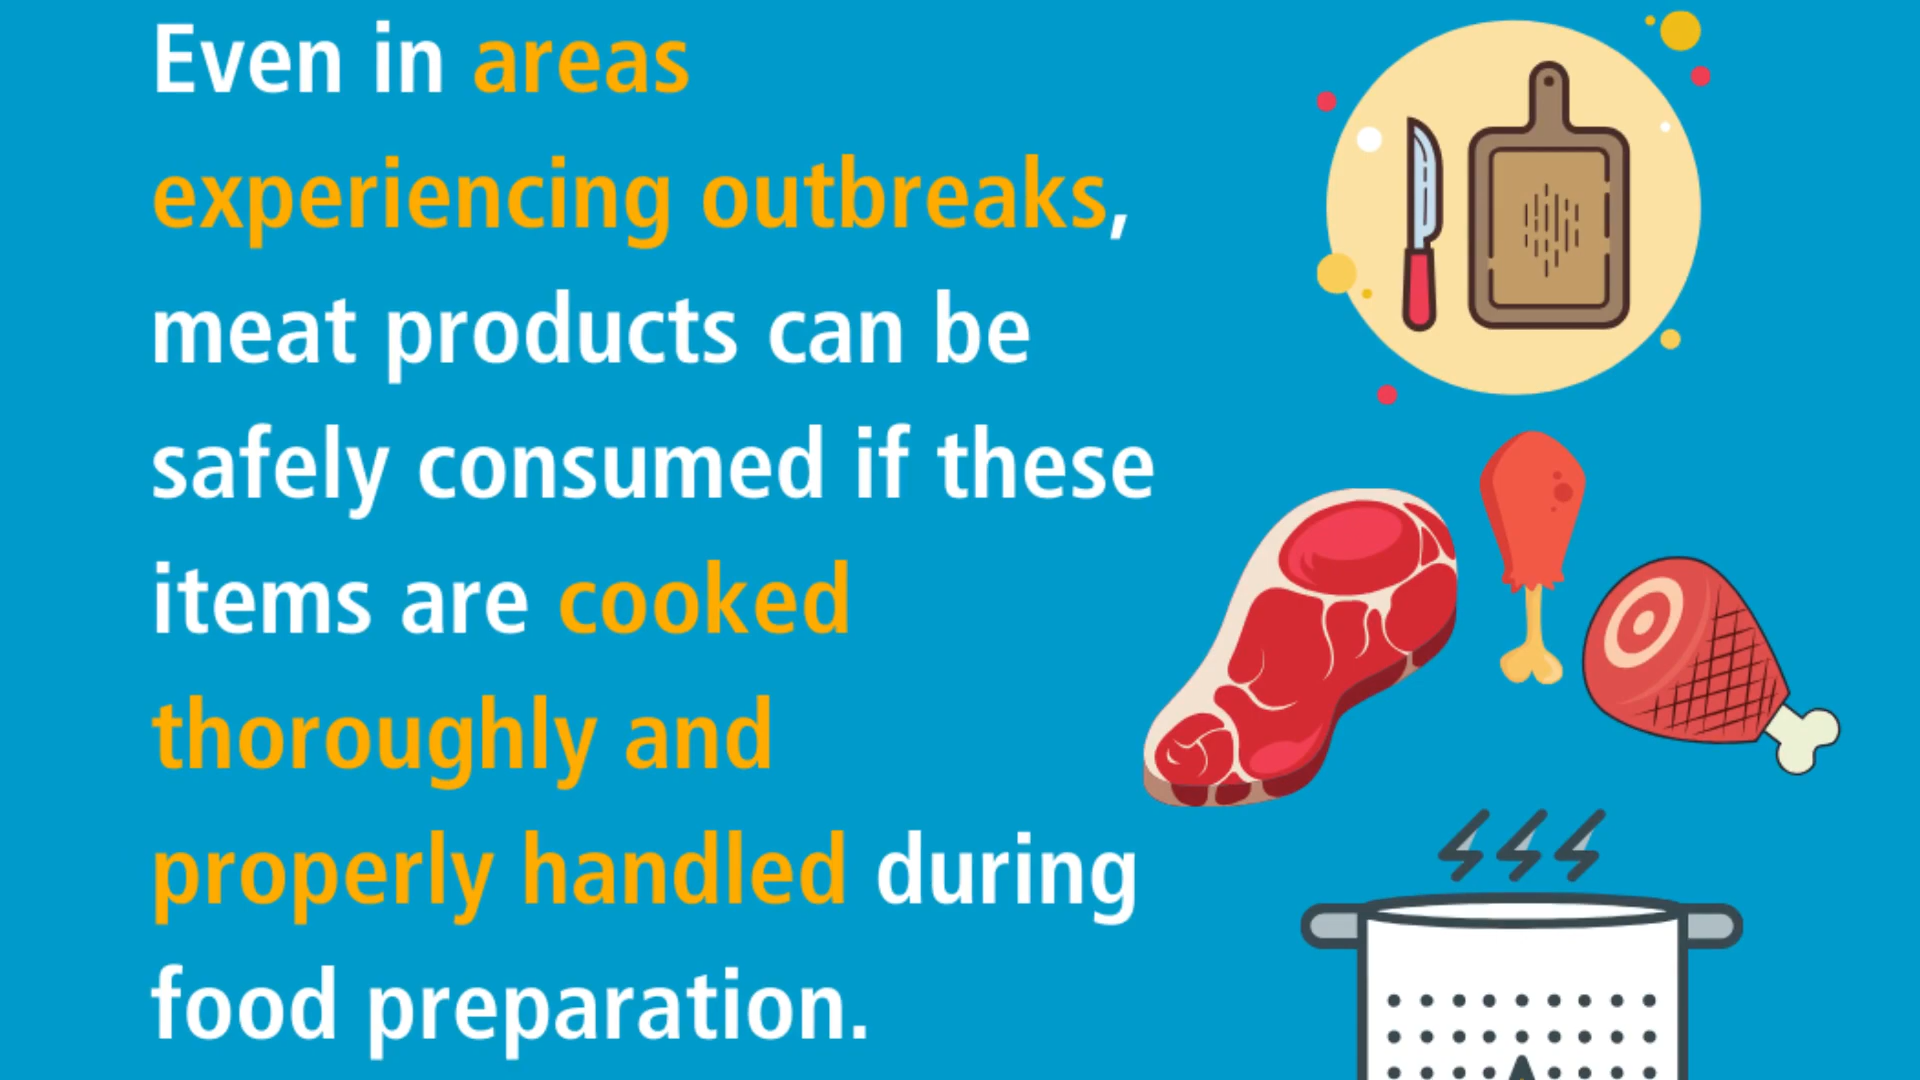 Even in areas
experiencing outbreaks,
meat products can be
safely consumed if these
items are cooked
thoroughly and
properly handled during
food preparation.